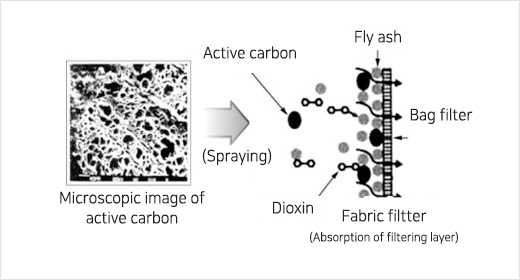 Fly ash
Active carbon
Bag filter
(Spraying)
Microscopic image of
active carbon
Dioxin
Fabric filtter
(Absorption of filtering layer)